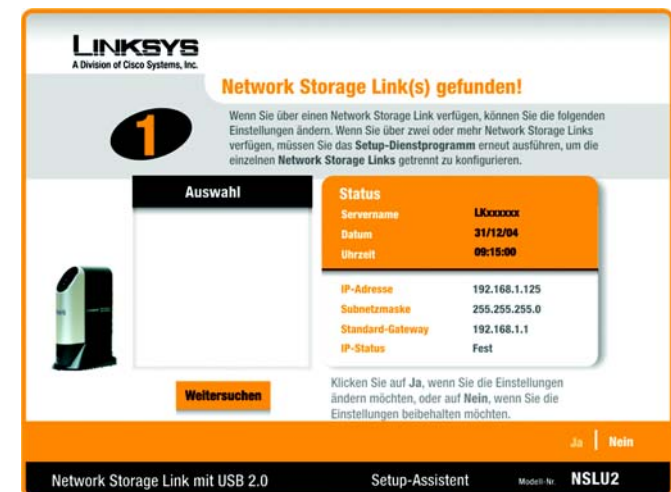 LINKSYS
A Division of Cisco Systems, Inc.
Network Storage Link(s) gefunden!
1
Wenn Sie über einen Network Storage Link verfügen, können Sie die folgenden
Einstellungen ändern. Wenn Sie über zwei oder mehr Network Storage Links
verfügen, müssen Sie das Setup-Dienstprogramm erneut ausführen, um die
einzelnen Network Storage Links getrennt zu konfigurieren.
Auswahl
Status
Servername LKxxxxxx
Datum 31/12/04
Uhrzeit 09:15:00
IP-Adresse 192.168.1.125
Subnetzmaske 255.255.255.0
Standard-Gateway 192.168.1.1
IP-Status Fest
Weitersuchen
Klicken Sie auf Ja, wenn Sie die Einstellungen
ändern möchten, oder auf Nein, wenn Sie die
Einstellungen beibehalten möchten.
Ja | Nein
Network Storage Link mit USB 2.0 Setup-Assistent Modell-Nr. NSLU2